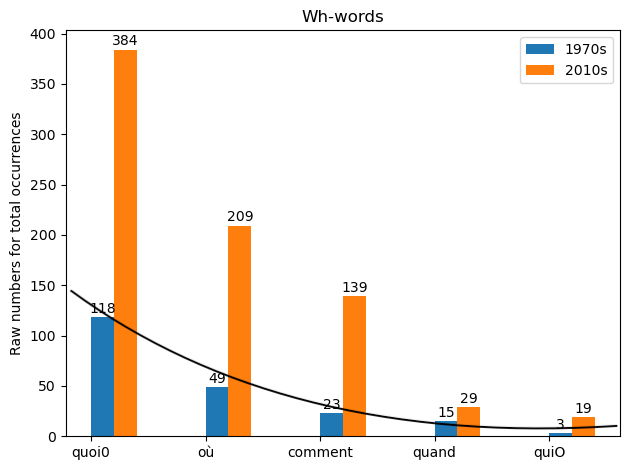 Wh-words
Raw numbers for total occurrences
400
350
300
250
200
150
100
50
0
1970s
2010s
384
118
209
49
139
23
29
15
19
3
quoi0
où
comment
quand
quiO